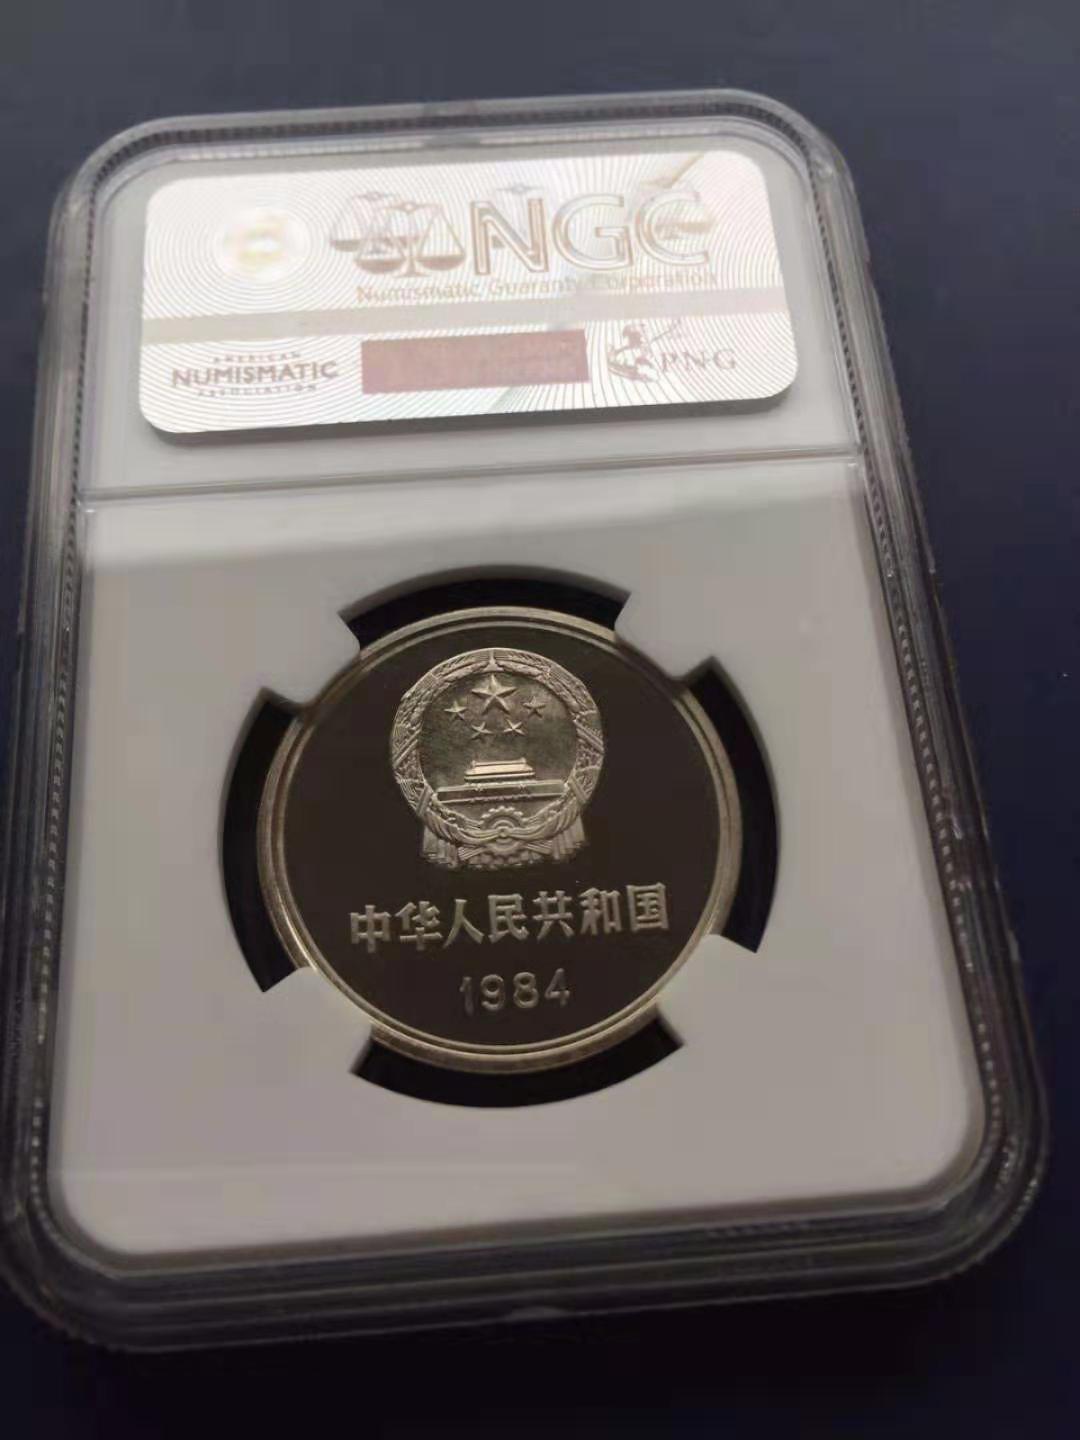 NGC
Numismatic Guaranty Corporation
AMERICAN
NUMISMATIC
ASSOCIATION
PNG
中华人民共和国
1984